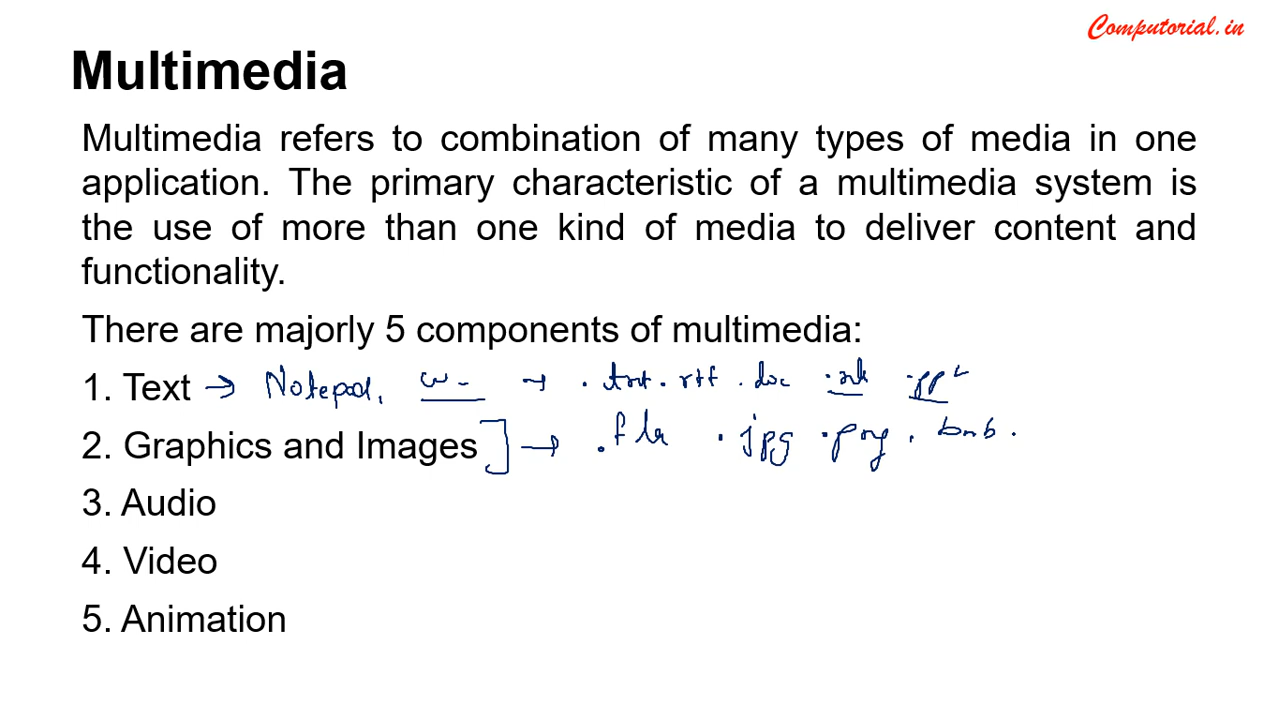 Computorial.in
Multimedia
Multimedia refers to combination of many types of media in one
application. The primary characteristic of a multimedia system is
the use of more than one kind of media to deliver content and
functionality.
There are majorly 5 components of multimedia:
1. Text → Notepad, → .txt .rtf .doc
2. Graphics and Images ] → .fla .jpg .png .
3. Audio
4. Video
5. Animation